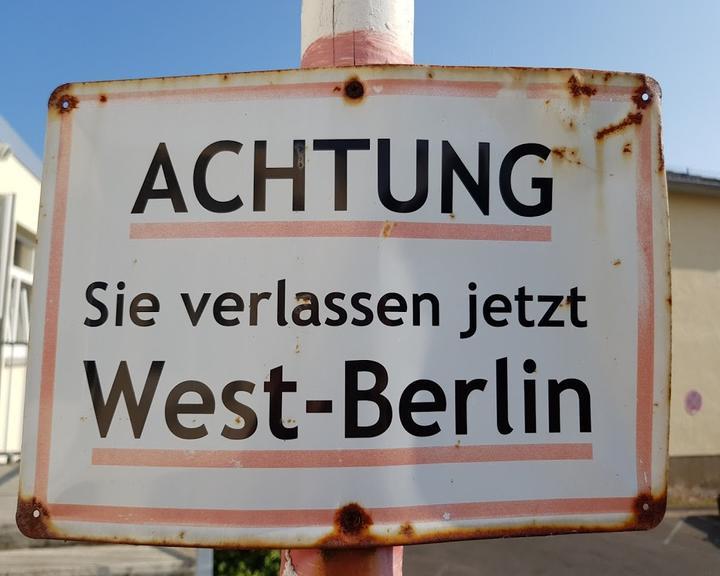 ACHTUNG
Sie verlassen jetzt
West-Berlin